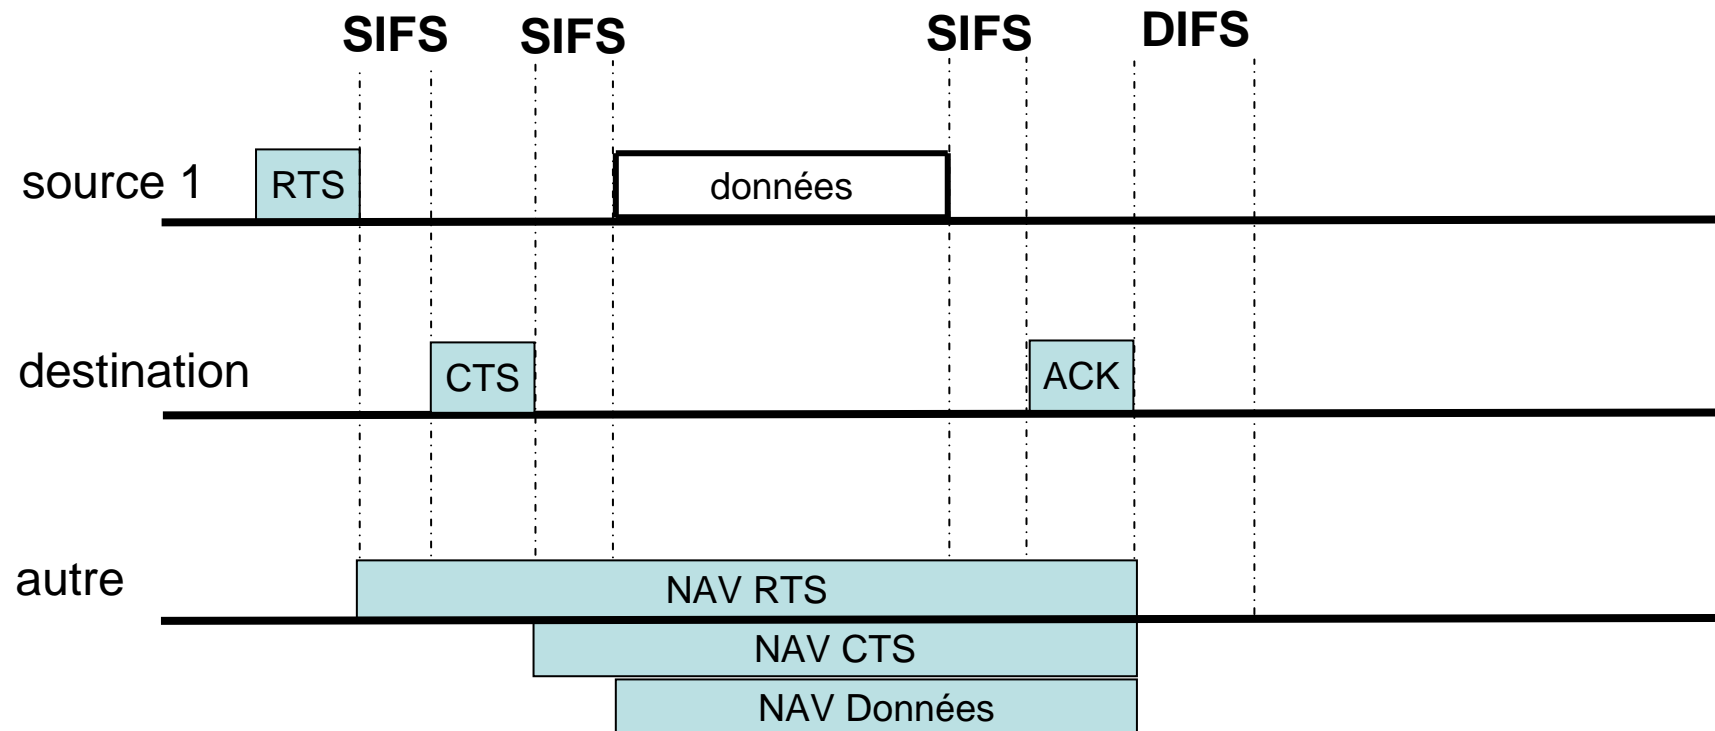 SIFS SIFS SIFS DIFS
source 1 RTS données
destination CTS ACK
autre NAV RTS
NAV CTS
NAV Données